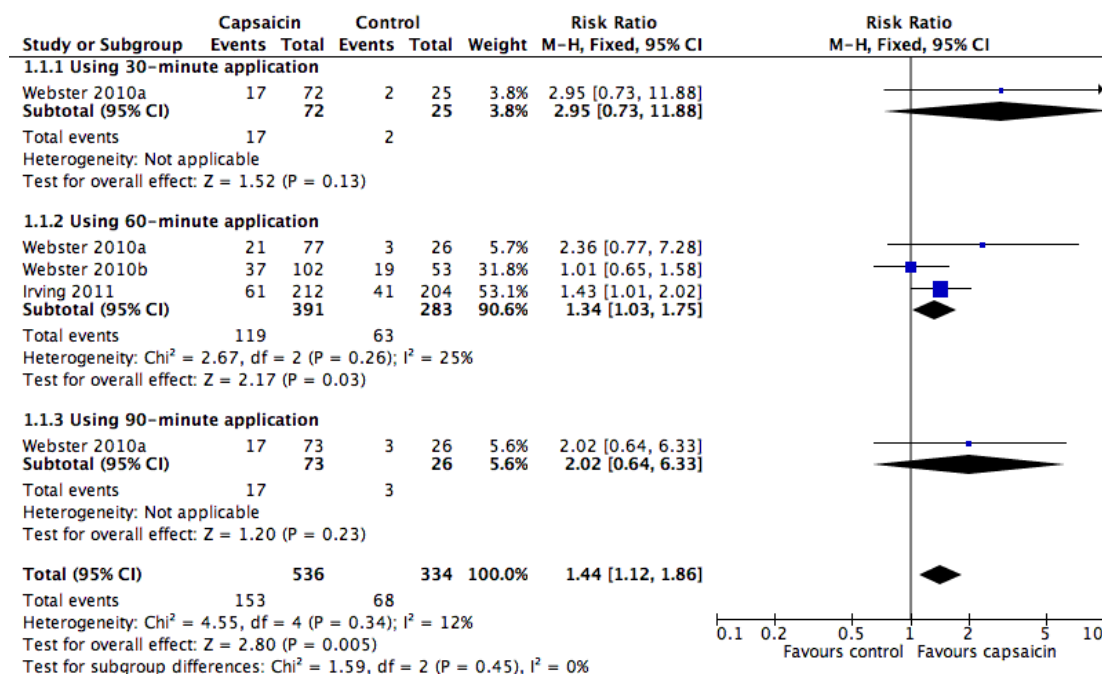 Capsaicin Control Risk Ratio Risk Ratio
Study or Subgroup Events Total Events Total Weight M-H, Fixed, 95% CI M-H, Fixed, 95% CI
1.1.1 Using 30-minute application
Webster 2010a 17 72 2 25 3.8% 2.95 [0.73, 11.88]
Subtotal (95% CI) 72 25 3.8% 2.95 [0.73, 11.88]
Total events 17 2
Heterogeneity: Not applicable
Test for overall effect: Z = 1.52 (P = 0.13)
1.1.2 Using 60-minute application
Webster 2010a 21 77 3 26 5.7% 2.36 [0.77, 7.28]
Webster 2010b 37 102 19 53 31.8% 1.01 [0.65, 1.58]
Irving 2011 61 212 41 204 53.1% 1.43 [1.01, 2.02]
Subtotal (95% CI) 391 283 90.6% 1.34 [1.03, 1.75]
Total events 119 63
Heterogeneity: Chi² = 2.67, df = 2 (P = 0.26); I² = 25%
Test for overall effect: Z = 2.17 (P = 0.03)
1.1.3 Using 90-minute application
Webster 2010a 17 73 3 26 5.6% 2.02 [0.64, 6.33]
Subtotal (95% CI) 73 26 5.6% 2.02 [0.64, 6.33]
Total events 17 3
Heterogeneity: Not applicable
Test for overall effect: Z = 1.20 (P = 0.23)
Total (95% CI) 536 334 100.0% 1.44 [1.12, 1.86]
Total events 153 68
Heterogeneity: Chi² = 4.55, df = 4 (P = 0.34); I² = 12%
Test for overall effect: Z = 2.80 (P = 0.005)
Test for subgroup differences: Chi² = 1.59, df = 2 (P = 0.45), I² = 0%
0.1 0.2 0.5 1 2 5 10
Favours control Favours capsaicin